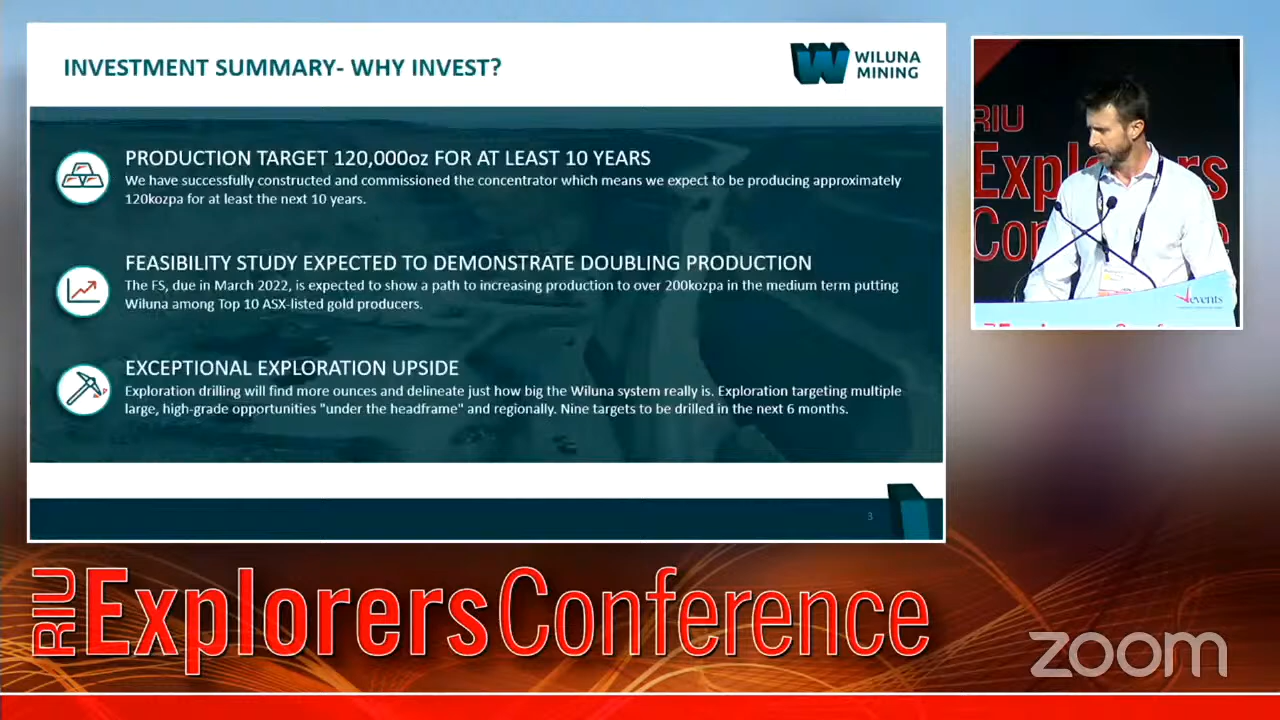 INVESTMENT SUMMARY- WHY INVEST?
WILUNA
MINING
PRODUCTION TARGET 120,000oz FOR AT LEAST 10 YEARS
We have successfully constructed and commissioned the concentrator which means we expect to be producing approximately
120kozpa for at least the next 10 years.
FEASIBILITY STUDY EXPECTED TO DEMONSTRATE DOUBLING PRODUCTION
The FS, due in March 2022, is expected to show a path to increasing production to over 200kozpa in the medium term putting
Wiluna among Top 10 ASX-listed gold producers.
EXCEPTIONAL EXPLORATION UPSIDE
Exploration drilling will find more ounces and delineate just how big the Wiluna system really is. Exploration targeting multiple
large, high-grade opportunities "under the headframe" and regionally. Nine targets to be drilled in the next 6 months.
3
RIU
Exp rs
Con e
events
RIU ExplorersConference
zoom